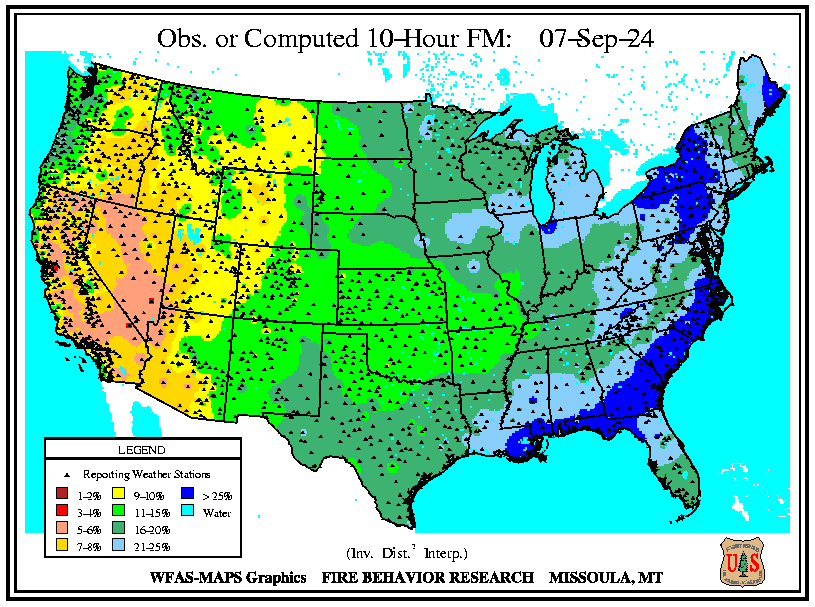 Obs. or Computed 10-Hour FM: 07-Sep-24
LEGEND
Reporting Weather Stations
1-2% 9-10% > 25%
3-4% 11-15% Water
5-6% 16-20%
7-8% 21-25%
(Inv. Dist.² Interp.)
WFAS-MAPS Graphics FIRE BEHAVIOR RESEARCH MISSOULA, MT
U S